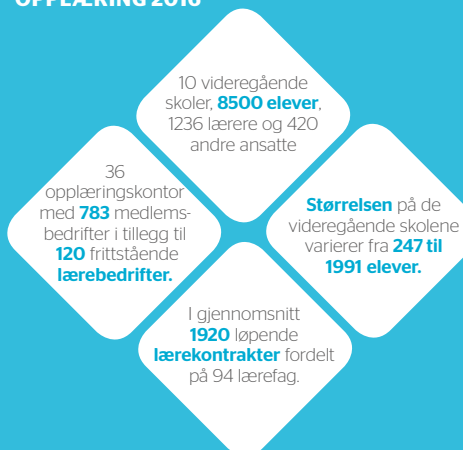 OPPLÆRING 2016
10 videregående
skoler, 8500 elever,
1236 lærere og 420
andre ansatte
36
opplæringskontor
med 783 medlems-
bedrifter i tillegg til
120 frittstående
lærebedrifter.
Størrelsen på de
videregående skolene
varierer fra 247 til
1991 elever.
I gjennomsnitt
1920 løpende
lærekontrakter fordelt
på 94 lærefag.